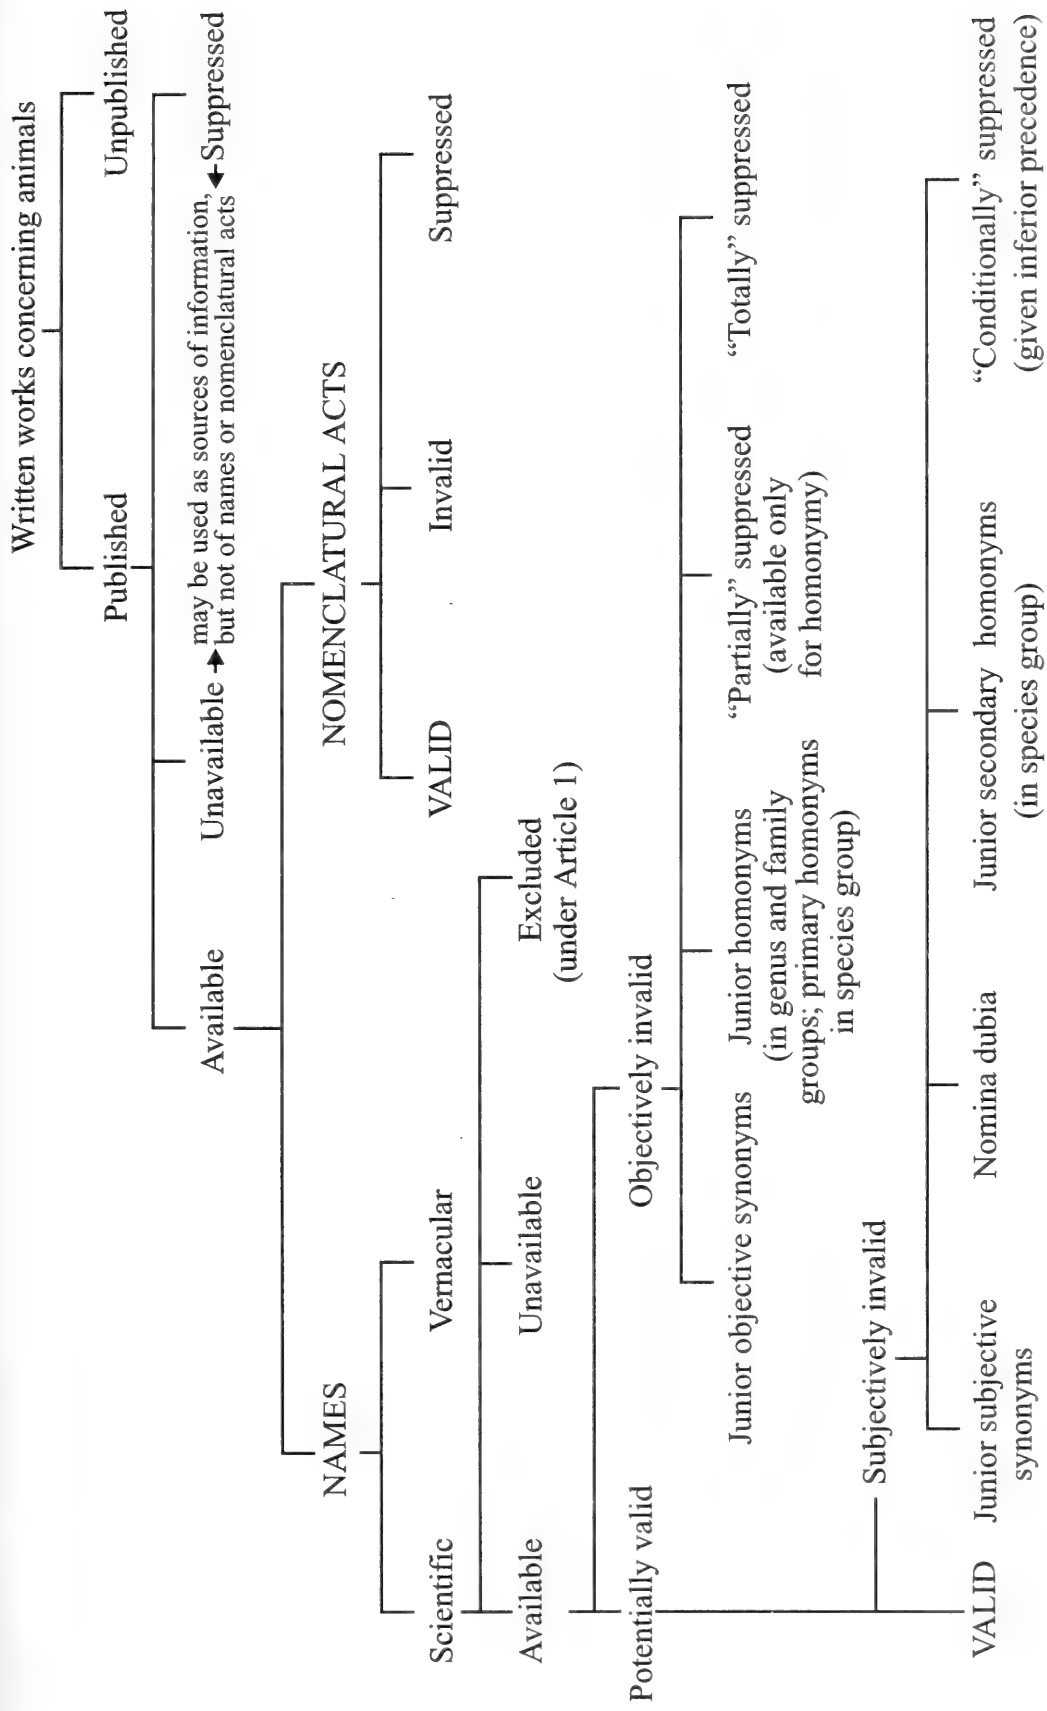 Written works concerning animals
Published
Unpublished
Available
Unavailable
may be used as sources of information,
but not of names or nomenclatural acts
Suppressed
NAMES
NOMENCLATURAL ACTS
Scientific
Vernacular
VALID
Invalid
Suppressed
Available
Unavailable
Excluded
(under Article 1)
Potentially valid
Objectively invalid
Junior objective synonyms
Junior homonyms
(in genus and family
groups; primary homonyms
in species group)
“Partially” suppressed
(available only
for homonymy)
“Totally” suppressed
Subjectively invalid
VALID
Junior subjective
synonyms
Nomina dubia
Junior secondary homonyms
(in species group)
“Conditionally” suppressed
(given inferior precedence)